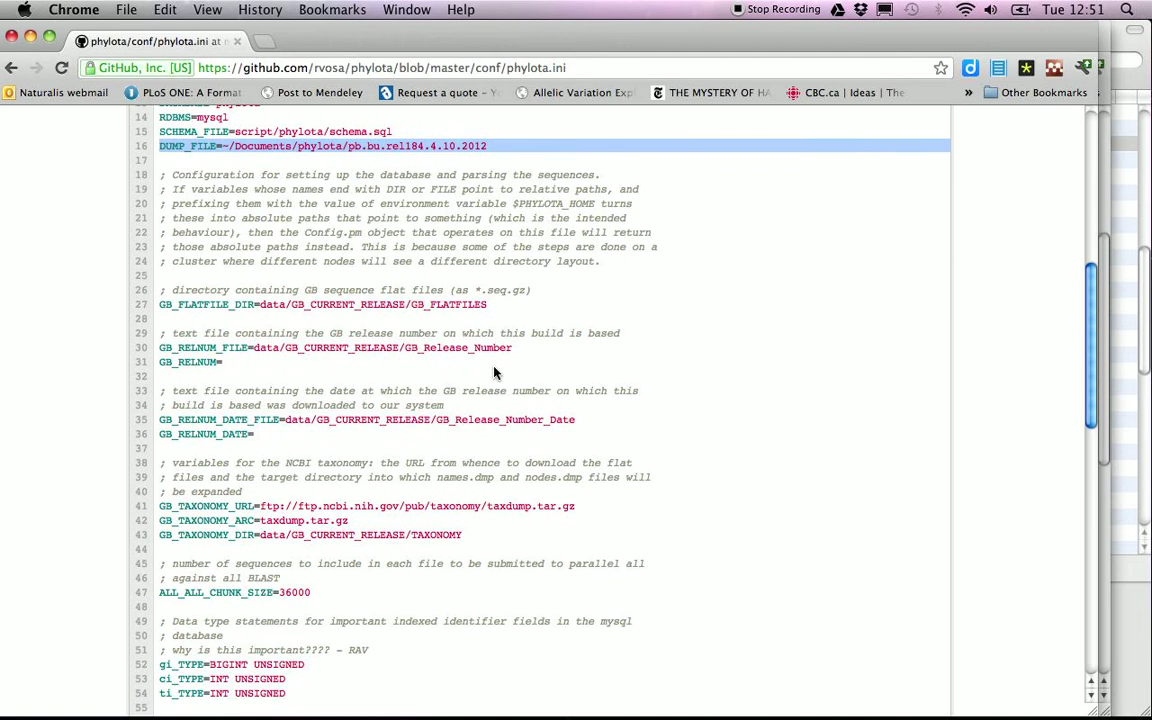 Chrome File Edit View History Bookmarks Window Help Stop Recording Tue 12:51
phylota/conf/phylota.ini at
GitHub, Inc. [US] https://github.com/rvosa/phylota/blob/master/conf/phylota.ini
Naturalis webmail PLoS ONE: A Format Post to Mendeley Request a quote - Allelic Variation Exp THE MYSTERY OF CBC.ca | Ideas | The » Other Bookmarks
14 RDBMS=mysql
15 SCHEMA_FILE=script/phylota/schema.sql
16 DUMP_FILE=~/Documents/phylota/pb.bu.rel184.4.10.2012
17
18 ; Configuration for setting up the database and parsing the sequences.
19 ; If variables whose names end with DIR or FILE point to relative paths, and
20 ; prefixing them with the value of environment variable $PHYLOTA_HOME turns
21 ; these into absolute paths that point to something (which is the intended
22 ; behaviour), then the Config.pm object that operates on this file will return
23 ; those absolute paths instead. This is because some of the steps are done on a
24 ; cluster where different nodes will see a different directory layout.
25
26 ; directory containing GB sequence flat files (as *.seq.gz)
27 GB_FLATFILE_DIR=data/GB_CURRENT_RELEASE/GB_FLATFILES
28
29 ; text file containing the GB release number on which this build is based
30 GB_RELNUM_FILE=data/GB_CURRENT_RELEASE/GB_Release_Number
31 GB_RELNUM=
32
33 ; text file containing the date at which the GB release number on which this
34 ; build is based was downloaded to our system
35 GB_RELNUM_DATE_FILE=data/GB_CURRENT_RELEASE/GB_Release_Number_Date
36 GB_RELNUM_DATE=
37
38 ; variables for the NCBI taxonomy: the URL from whence to download the flat
39 ; files and the target directory into which names.dmp and nodes.dmp files will
40 ; be expanded
41 GB_TAXONOMY_URL=ftp://ftp.ncbi.nih.gov/pub/taxonomy/taxdump.tar.gz
42 GB_TAXONOMY_ARC=taxdump.tar.gz
43 GB_TAXONOMY_DIR=data/GB_CURRENT_RELEASE/TAXONOMY
44
45 ; number of sequences to include in each file to be submitted to parallel all
46 ; against all BLAST
47 ALL_ALL_CHUNK_SIZE=36000
48
49 ; Data type statements for important indexed identifier fields in the mysql
50 ; database
51 ; why is this important???? - RAV
52 gi_TYPE=BIGINT UNSIGNED
53 ci_TYPE=INT UNSIGNED
54 ti_TYPE=INT UNSIGNED
55